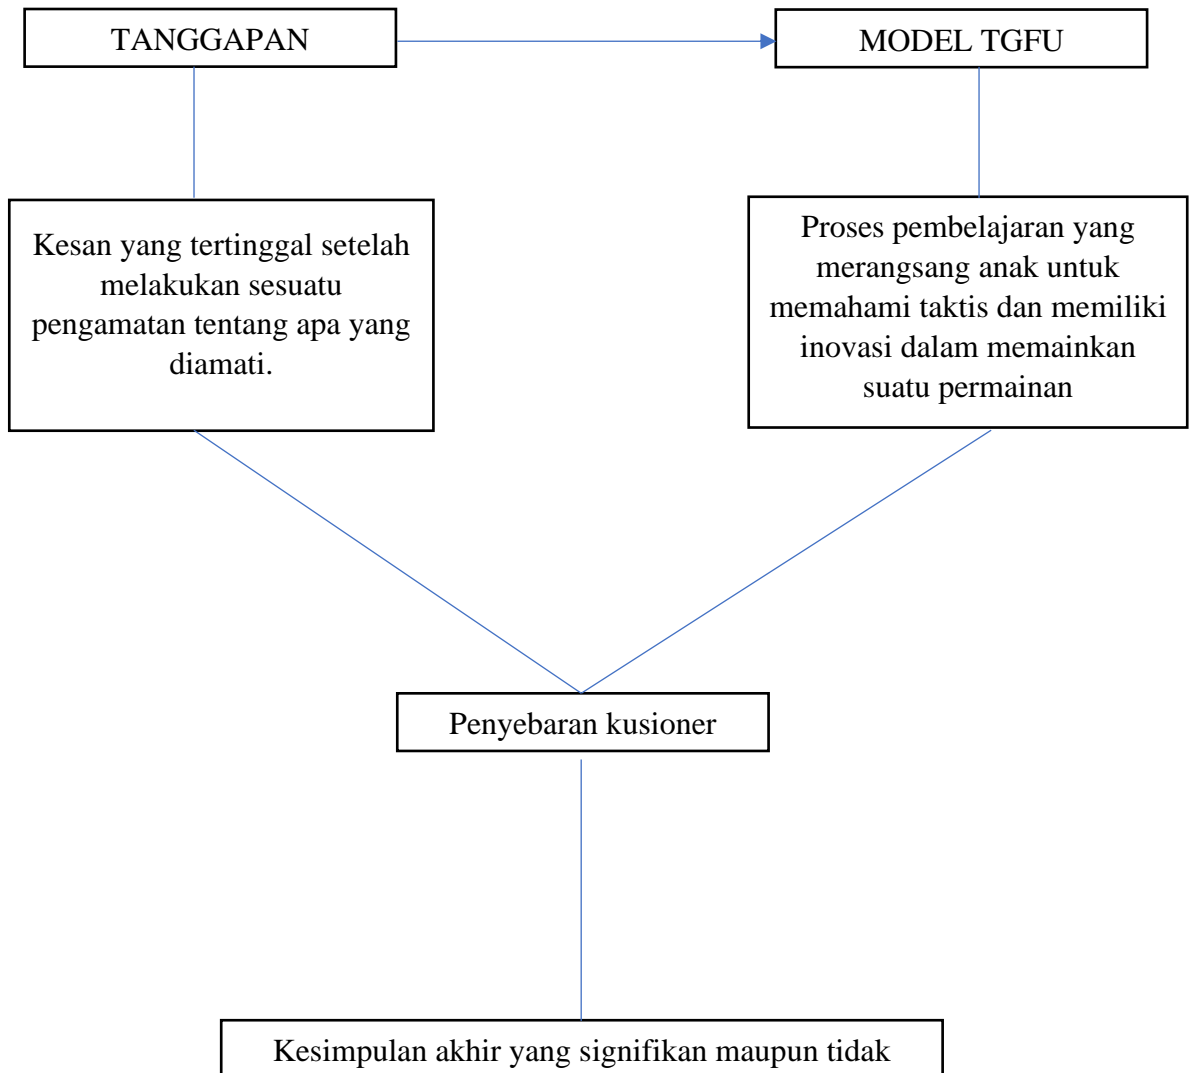 TANGGAPAN
MODEL TGFU
Kesan yang tertinggal setelah
melakukan sesuatu
pengamatan tentang apa yang
diamati.
Proses pembelajaran yang
merangsang anak untuk
memahami taktis dan memiliki
inovasi dalam memainkan
suatu permainan
Penyebaran kusioner
Kesimpulan akhir yang signifikan maupun tidak